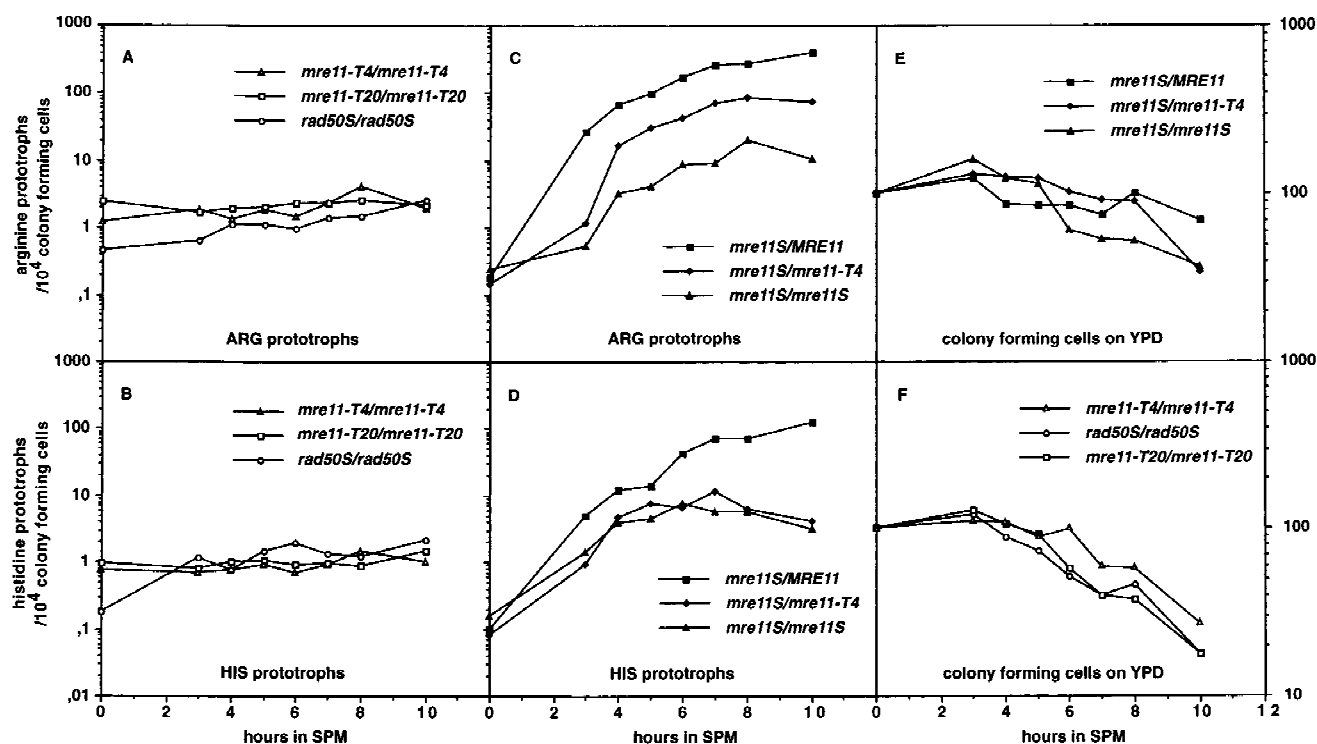 A
mre11-T4/mre11-T4
mre11-T20/mre11-T20
rad50S/rad50S
ARG prototrophs
arginine prototrophs
/10^4 colony forming cells
1000
100
10
1
,1
C
mre11S/MRE11
mre11S/mre11-T4
mre11S/mre11S
ARG prototrophs
E
mre11S/MRE11
mre11S/mre11-T4
mre11S/mre11S
colony forming cells on YPD
1000
100
B
mre11-T4/mre11-T4
mre11-T20/mre11-T20
rad50S/rad50S
HIS prototrophs
histidine prototrophs
/10^4 colony forming cells
1000
100
10
1
,1
,01
0 2 4 6 8 10
hours in SPM
D
mre11S/MRE11
mre11S/mre11-T4
mre11S/mre11S
HIS prototrophs
0 2 4 6 8 10
hours in SPM
F
mre11-T4/mre11-T4
rad50S/rad50S
mre11-T20/mre11-T20
colony forming cells on YPD
1000
100
10
0 2 4 6 8 10 12
hours in SPM